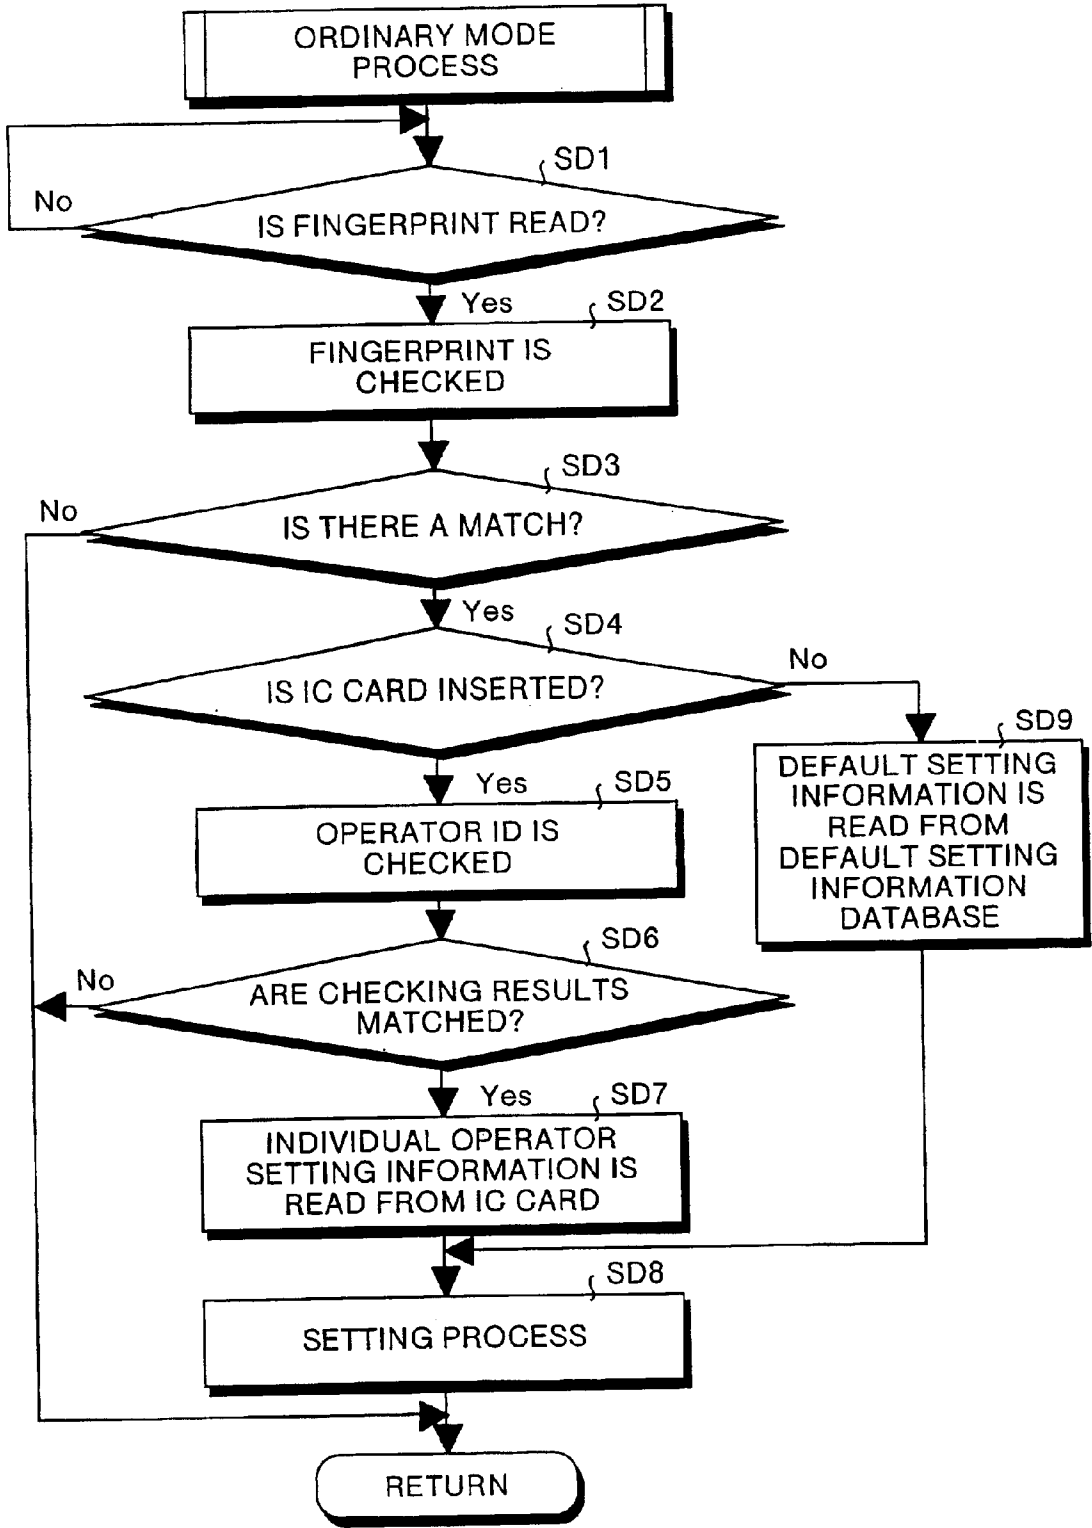 ORDINARY MODE
PROCESS
SD1
No
IS FINGERPRINT READ?
Yes
SD2
FINGERPRINT IS
CHECKED
SD3
No
IS THERE A MATCH?
Yes
SD4
No
IS IC CARD INSERTED?
SD9
DEFAULT SETTING
INFORMATION IS
READ FROM
DEFAULT SETTING
INFORMATION
DATABASE
Yes
SD5
OPERATOR ID IS
CHECKED
SD6
No
ARE CHECKING RESULTS
MATCHED?
Yes
SD7
INDIVIDUAL OPERATOR
SETTING INFORMATION IS
READ FROM IC CARD
SD8
SETTING PROCESS
RETURN